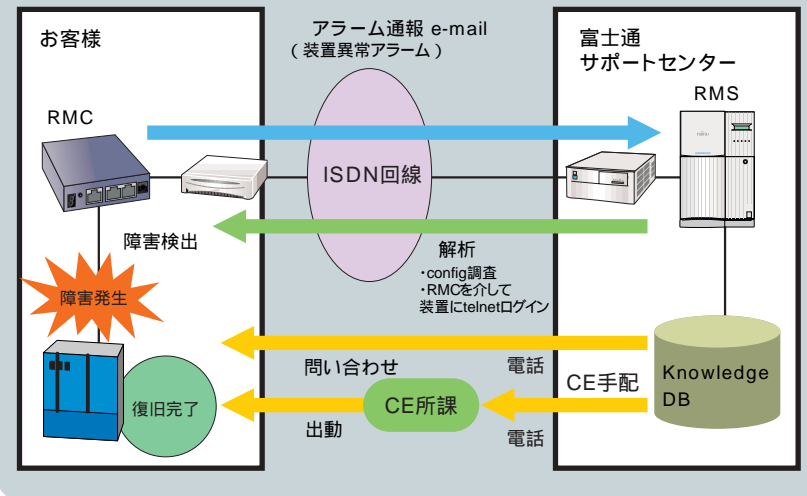 お客様
アラーム通報 e-mail
(装置異常アラーム)
富士通
サポートセンター
RMC
RMS
ISDN回線
障害検出
解析
・config調査
・RMCを介して
装置にtelnetログイン
障害発生
問い合わせ
電話
CE手配
Knowledge
DB
復旧完了
CE所課
出動
電話